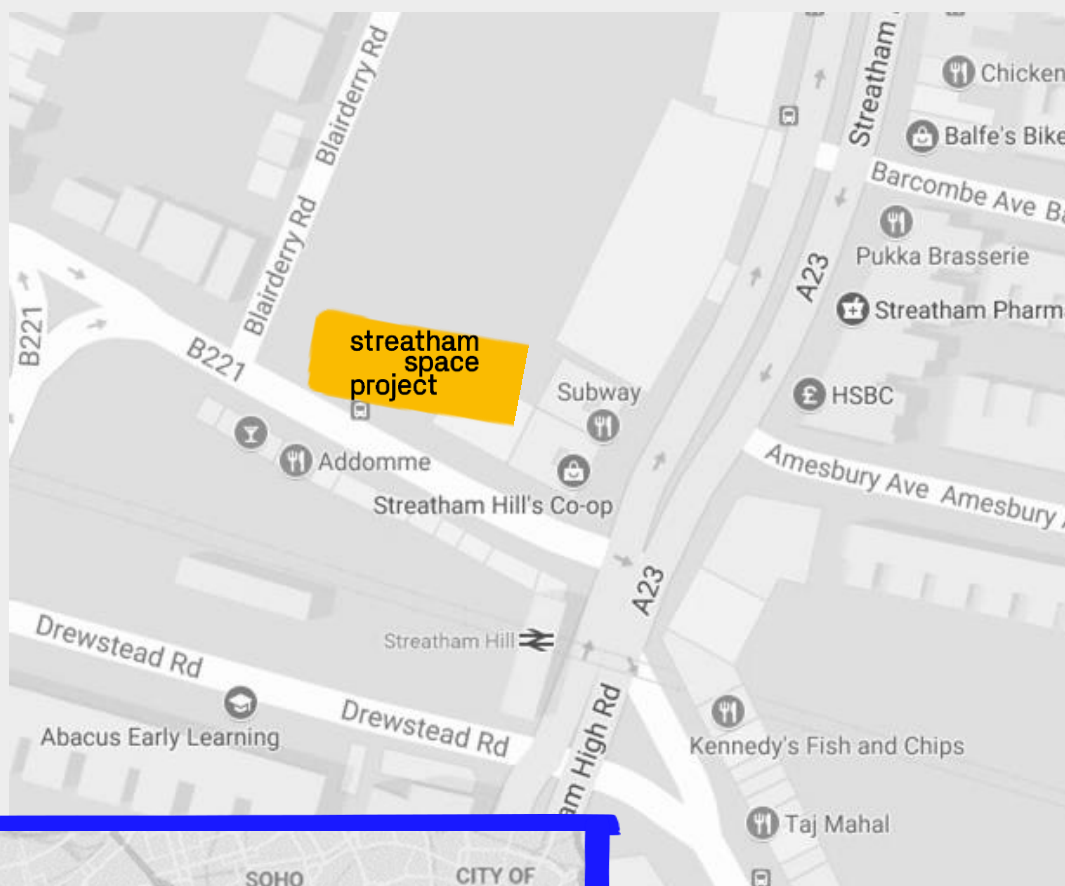 Blairderry Rd
Streatham
Chicken
Balfe's Bike
Barcombe Ave Ba
Pukka Brasserie
A23
Streatham Pharm
Blairderry Rd
B221
B221
streatham
space
project
Subway
HSBC
Addomme
Amesbury Ave Amesbury A
Streatham Hill's Co-op
A23
Streatham Hill
Drewstead Rd
Drewstead Rd
Abacus Early Learning
am High Rd
Kennedy's Fish and Chips
Taj Mahal
SOHO
CITY OF